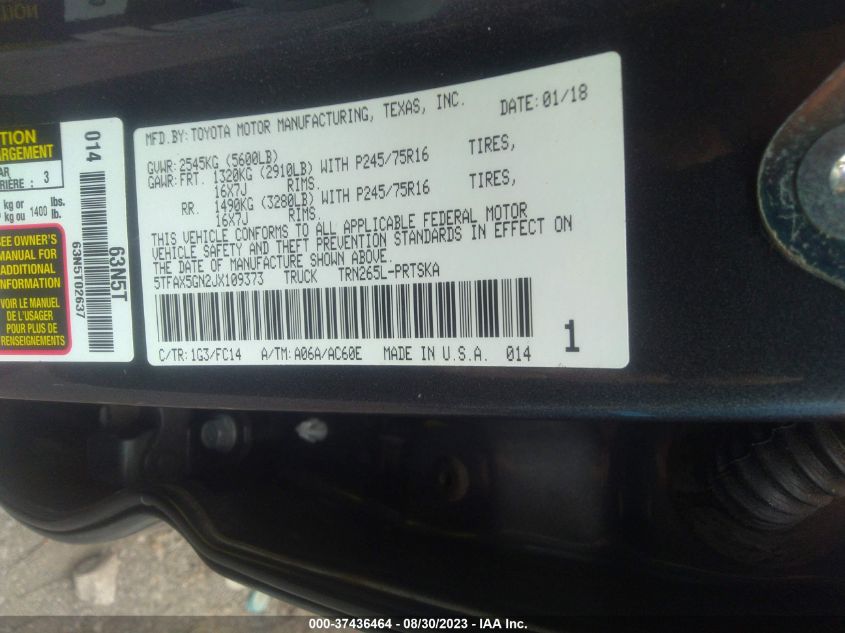 TION
ARGEMENT
AR
RIÈRE : 3
kg or lbs.
kg ou 1400 lb.
SEE OWNER'S
MANUAL FOR
ADDITIONAL
INFORMATION
VOIR LE MANUEL
DE L'USAGER
POUR PLUS DE
RENSEIGNEMENTS
014
63N5T
63N5T02637
MFD.BY: TOYOTA MOTOR MANUFACTURING, TEXAS, INC. DATE: 01/18
GVWR: 2545KG (5600LB)
GAWR: FRT. 1320KG (2910LB) WITH P245/75R16 TIRES,
16X7J RIMS.
RR. 1490KG (3280LB) WITH P245/75R16 TIRES,
16X7J RIMS.
THIS VEHICLE CONFORMS TO ALL APPLICABLE FEDERAL MOTOR
VEHICLE SAFETY AND THEFT PREVENTION STANDARDS IN EFFECT ON
THE DATE OF MANUFACTURE SHOWN ABOVE.
5TFAX5GN2JX109373 TRUCK TRN265L-PRTSKA
C/TR: 1G3/FC14 A/TM: A06A/AC60E MADE IN U.S.A. 014 1
000-37436464 - 08/30/2023 - IAA Inc.